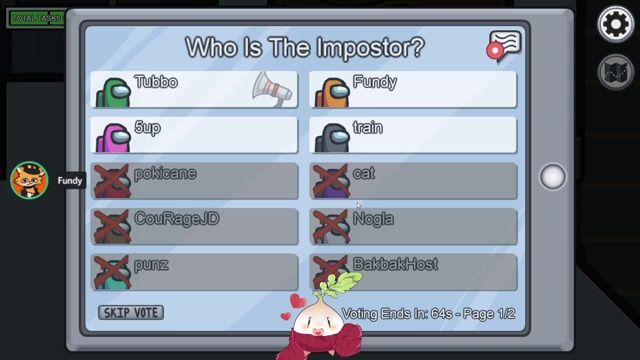 TOTAL TASKS
Who Is The Impostor?
Tubbo
Fundy
5up
train
Fundy
pokicane
cat
CouRageJD
Nogla
punz
BakbakHost
SKIP VOTE
Voting Ends In: 64s - Page 1/2